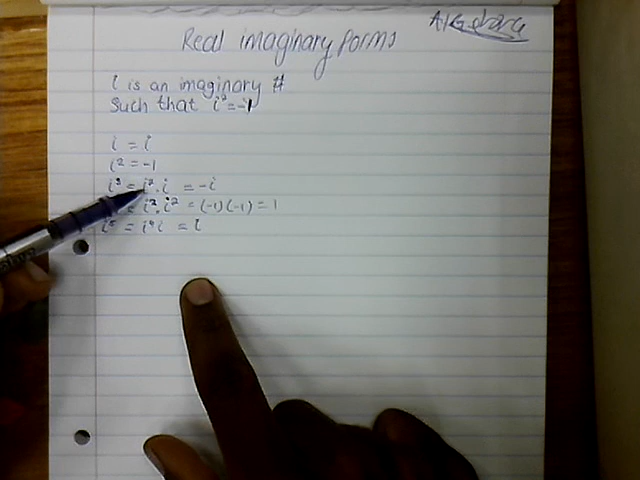 AlGebra
Real imaginary Forms
i is an imaginary #
Such that i² = -1
i = i
i² = -1
i³ = i² · i = -i
= i² · i² = (-1)(-1) = 1
i⁵ = i⁴ i = i